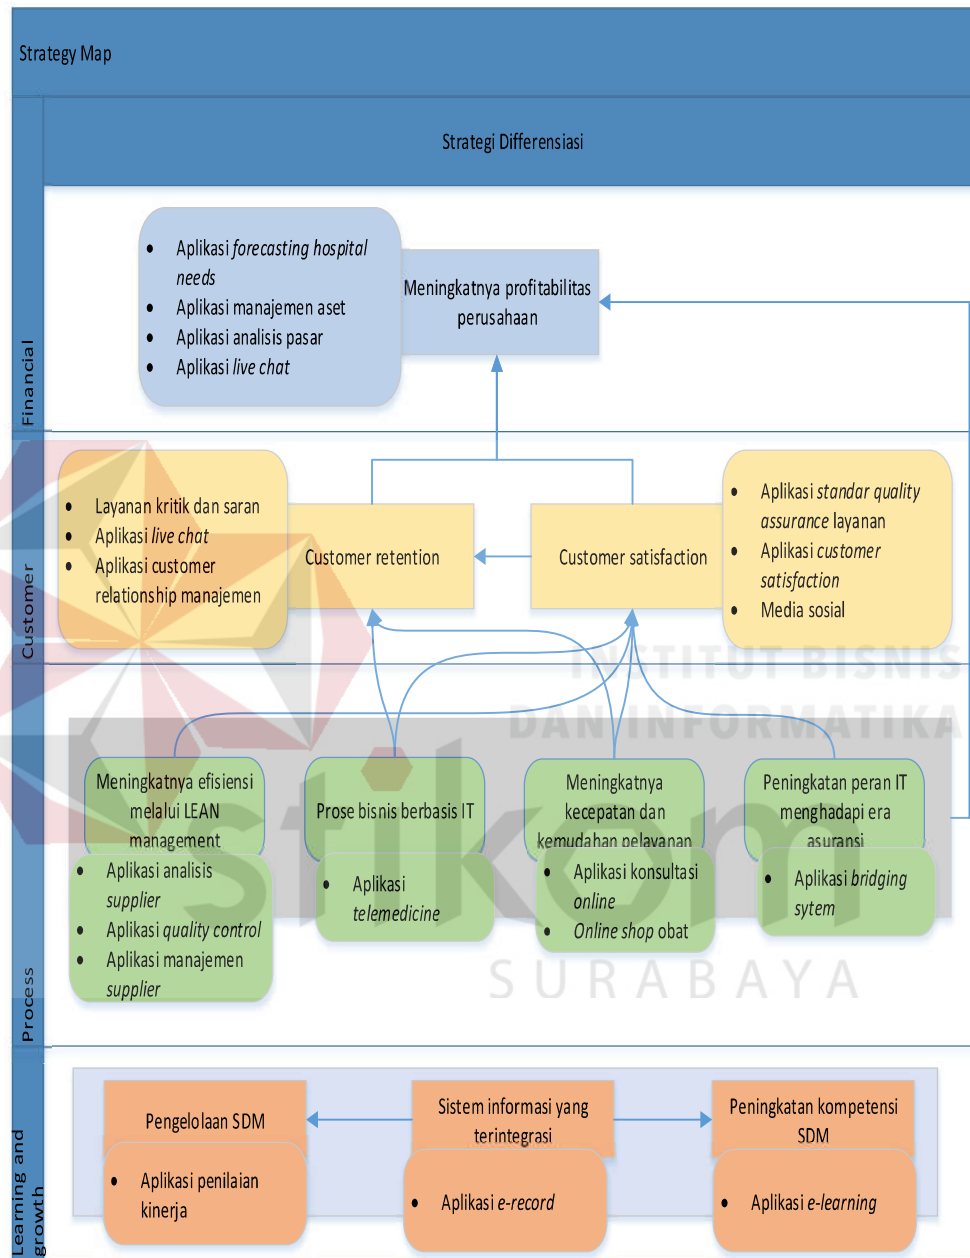 Strategy Map
Strategi Differensiasi
Financial
• Aplikasi forecasting hospital
needs
• Aplikasi manajemen aset
• Aplikasi analisis pasar
• Aplikasi live chat
Meningkatnya profitabilitas
perusahaan
Customer
• Layanan kritik dan saran
• Aplikasi live chat
• Aplikasi customer
relationship manajemen
Customer retention
Customer satisfaction
• Aplikasi standar quality
assurance layanan
• Aplikasi customer
satisfaction
• Media sosial
INSTITUT BISNIS
DAN INFORMATIKA
stikom
SURABAYA
Process
Meningkatnya efisiensi
melalui LEAN
management
• Aplikasi analisis
supplier
• Aplikasi quality control
• Aplikasi manajemen
supplier
Prose bisnis berbasis IT
• Aplikasi
telemedicine
Meningkatnya
kecepatan dan
kemudahan pelayanan
• Aplikasi konsultasi
online
• Online shop obat
Peningkatan peran IT
menghadapi era
asuransi
• Aplikasi bridging
sytem
Learning and
growth
Pengelolaan SDM
• Aplikasi penilaian
kinerja
Sistem informasi yang
terintegrasi
• Aplikasi e-record
Peningkatan kompetensi
SDM
• Aplikasi e-learning